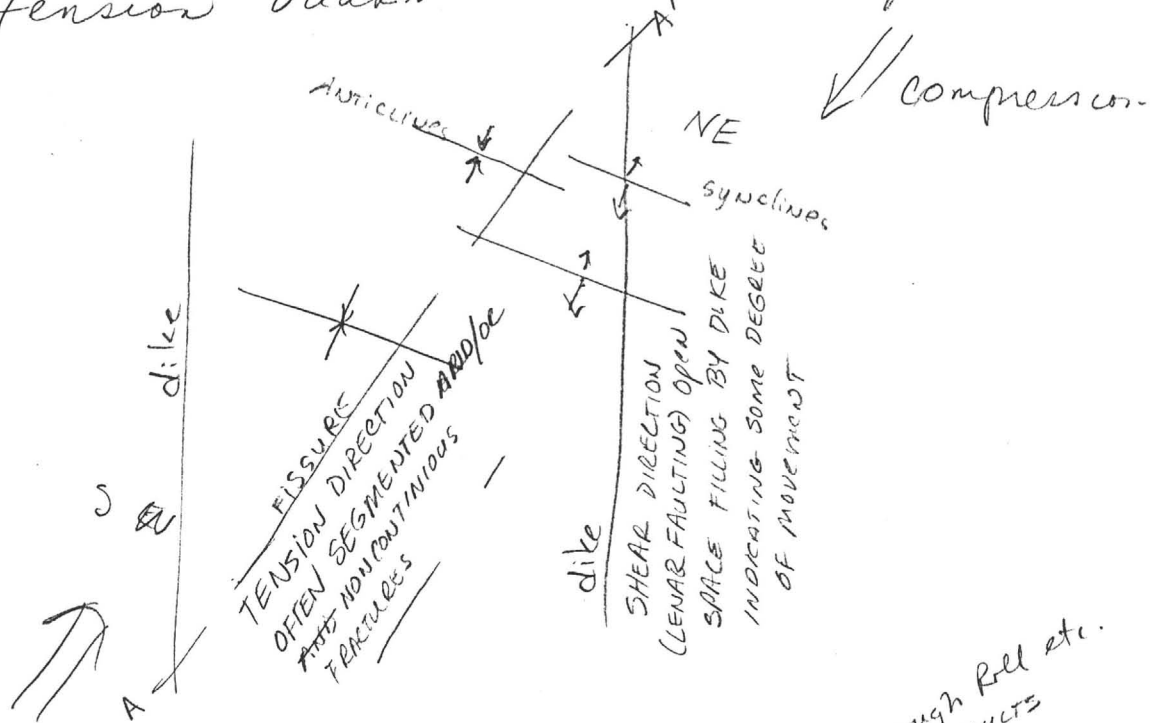 Tension
A'
compression
Anticlines
NE
Synclines
dike
FISSURE
TENSION DIRECTION
OFTEN SEGMENTED AND/OR
AND NONCONTINIOUS
FRACTURES
S
dike
SHEAR DIRECTION
(LENAR FAULTING) OPEN
SPACE FILLING BY DIKE
INDICATING SOME DEGREE
OF MOVEMENT
A
Roll etc.